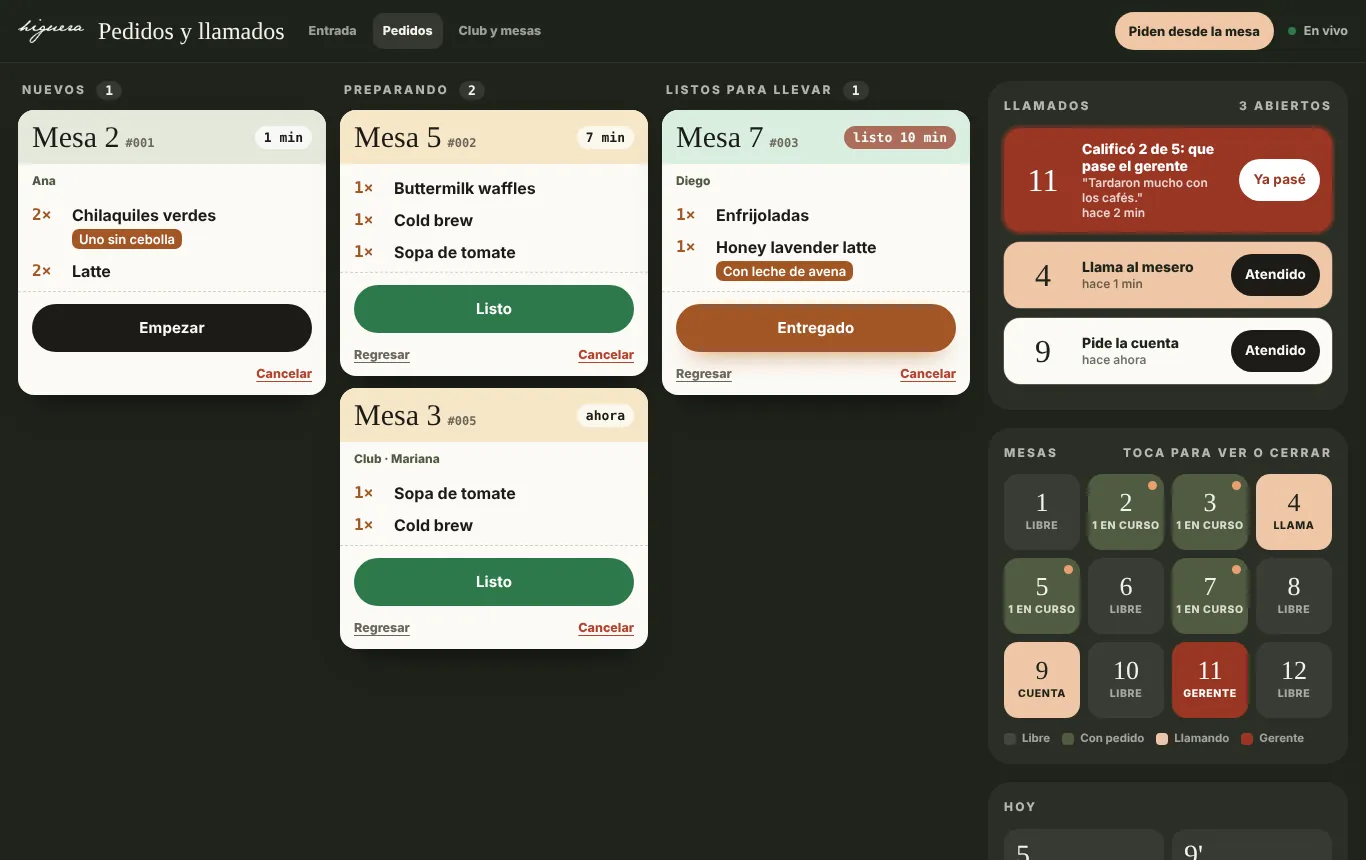 higuera
Pedidos y llamados
Entrada
Pedidos
Club y mesas
Piden desde la mesa
En vivo
NUEVOS 1
Mesa 2 #001
1 min
Ana
2× Chilaquiles verdes
Uno sin cebolla
2× Latte
Empezar
Cancelar
PREPARANDO 2
Mesa 5 #002
7 min
1× Buttermilk waffles
1× Cold brew
1× Sopa de tomate
Listo
Regresar
Cancelar
Mesa 3 #005
ahora
Club · Mariana
1× Sopa de tomate
1× Cold brew
Listo
Regresar
Cancelar
LISTOS PARA LLEVAR 1
Mesa 7 #003
listo 10 min
Diego
1× Enfrijoladas
1× Honey lavender latte
Con leche de avena
Entregado
Regresar
Cancelar
LLAMADOS
3 ABIERTOS
11
Calificó 2 de 5: que
pase el gerente
"Tardaron mucho con
los cafés."
hace 2 min
Ya pasé
4
Llama al mesero
hace 1 min
Atendido
9
Pide la cuenta
hace ahora
Atendido
MESAS
TOCA PARA VER O CERRAR
1
LIBRE
2
1 EN CURSO
3
1 EN CURSO
4
LLAMA
5
1 EN CURSO
6
LIBRE
7
1 EN CURSO
8
LIBRE
9
CUENTA
10
LIBRE
11
GERENTE
12
LIBRE
Libre
Con pedido
Llamando
Gerente
HOY
5
9'